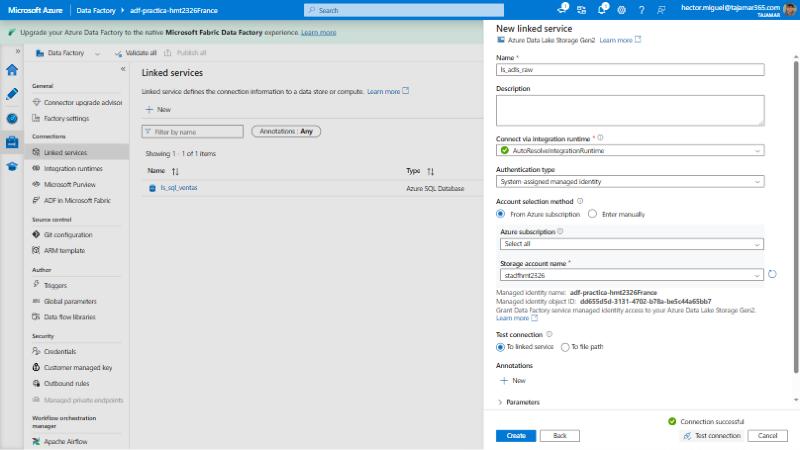 Microsoft Azure | Data Factory > adf-practica-hmt2326France
Search
hector.miguel@tajamar365.com
TAJAMAR
Upgrade your Azure Data Factory to the native Microsoft Fabric Data Factory experience. Learn more
Data Factory
Validate all
Publish all
General
Connector upgrade advisor
Factory settings
Connections
Linked services
Integration runtimes
Microsoft Purview
ADF in Microsoft Fabric
Source control
Git configuration
ARM template
Author
Triggers
Global parameters
Data flow libraries
Security
Credentials
Customer managed key
Outbound rules
Managed private endpoints
Workflow orchestration
manager
Apache Airflow
Linked services
Linked service defines the connection information to a data store or compute. Learn more
New
Filter by name
Annotations : Any
Showing 1 - 1 of 1 items
Name
Type
ls_sql_ventas
Azure SQL Database
New linked service
Azure Data Lake Storage Gen2 Learn more
Name *
ls_adls_raw
Description
Connect via integration runtime *
AutoResolveIntegrationRuntime
Authentication type
System-assigned managed identity
Account selection method
From Azure subscription
Enter manually
Azure subscription
Select all
Storage account name *
stadfhmt2326
Managed identity name: adf-practica-hmt2326France
Managed identity object ID: dd655d5d-3131-4702-b78a-be5c44a65bb7
Grant Data Factory service managed identity access to your Azure Data Lake Storage Gen2.
Learn more
Test connection
To linked service
To file path
Annotations
New
Parameters
Connection successful
Create
Back
Test connection
Cancel